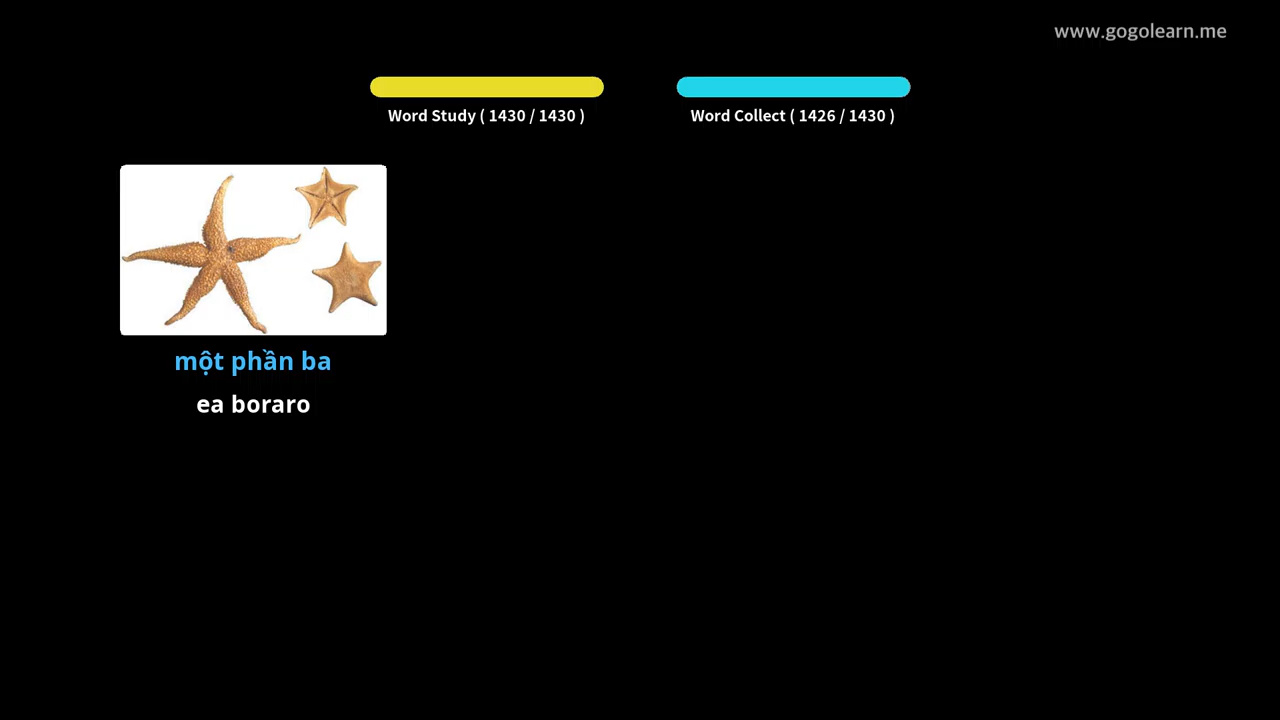 www.gogolearn.me
Word Study ( 1430 / 1430 )
Word Collect ( 1426 / 1430 )
một phần ba
ea boraro